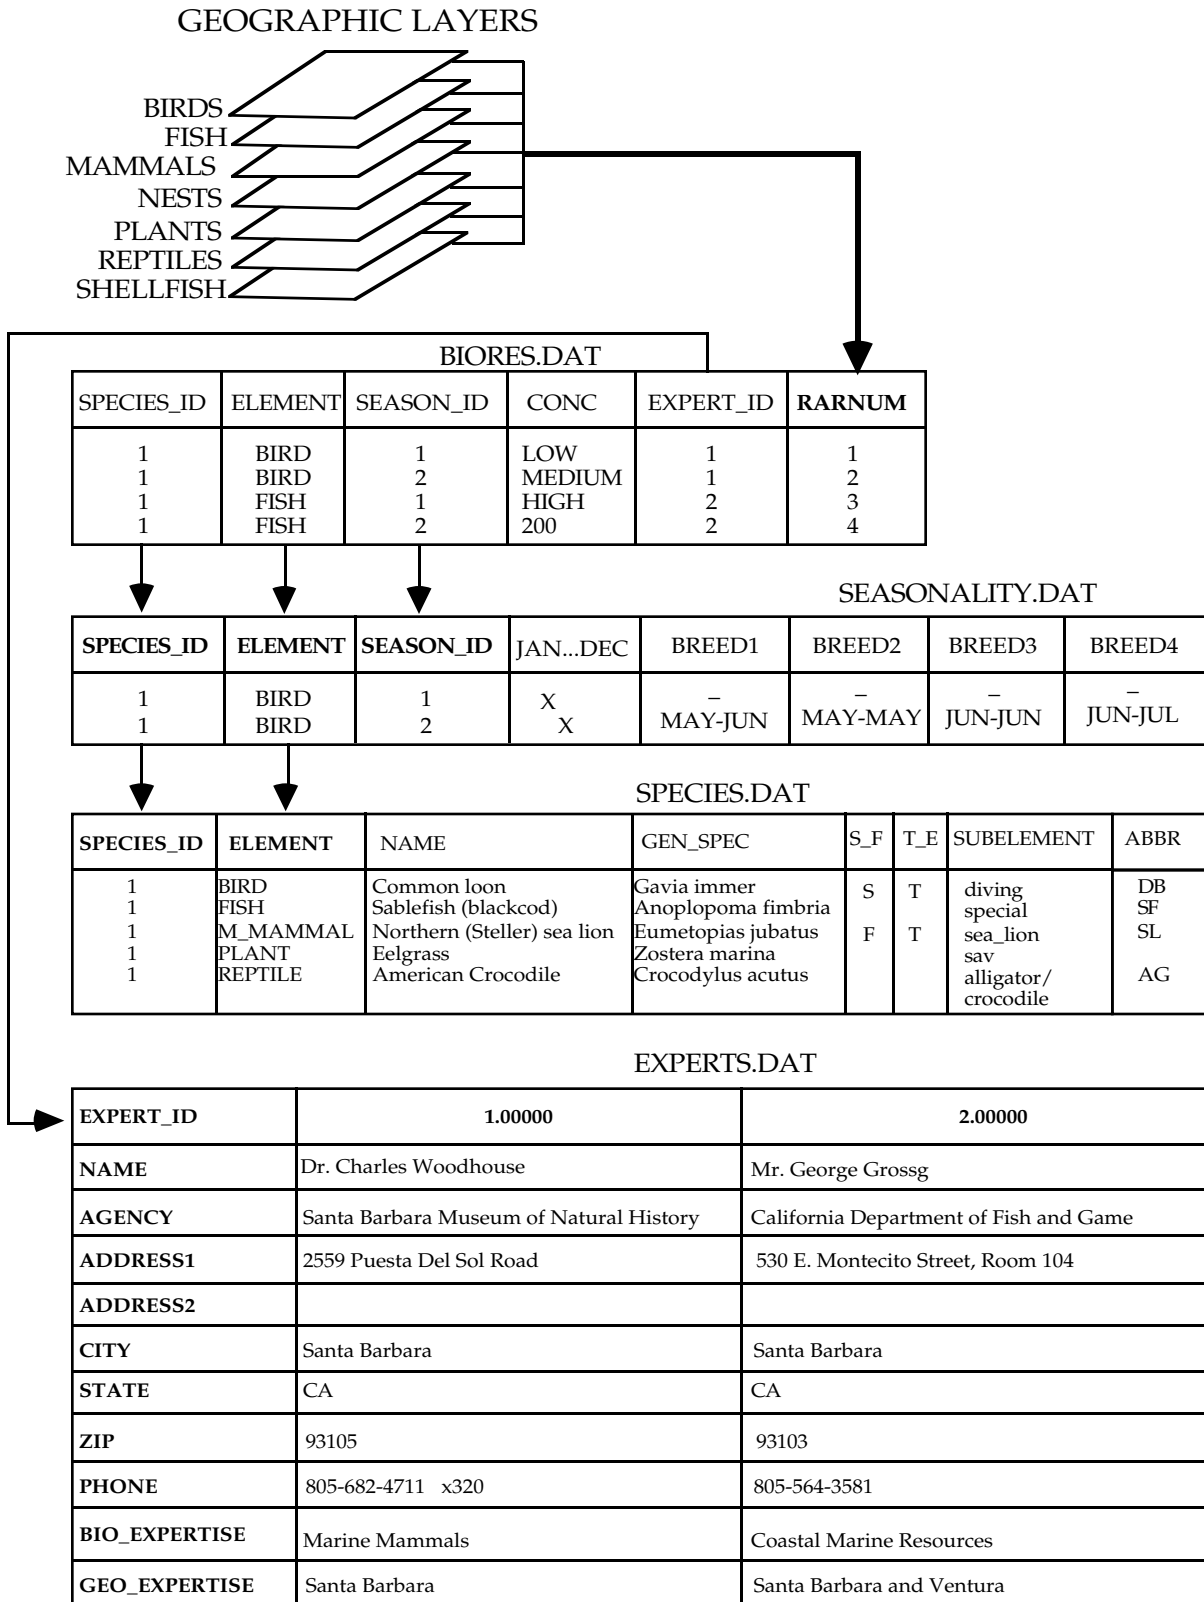 GEOGRAPHIC LAYERS
BIRDS
FISH
MAMMALS
NESTS
PLANTS
REPTILES
SHELLFISH
BIORES.DAT
SPECIES_ID ELEMENT SEASON_ID CONC EXPERT_ID RARNUM
1 BIRD 1 LOW 1 1
1 BIRD 2 MEDIUM 1 2
1 FISH 1 HIGH 2 3
1 FISH 2 200 2 4
SEASONALITY.DAT
SPECIES_ID ELEMENT SEASON_ID JAN...DEC BREED1 BREED2 BREED3 BREED4
1 BIRD 1 X – – – –
1 BIRD 2 X MAY-JUN MAY-MAY JUN-JUN JUN-JUL
SPECIES.DAT
SPECIES_ID ELEMENT NAME GEN_SPEC S_F T_E SUBELEMENT ABBR
1 BIRD Common loon Gavia immer S T diving DB
1 FISH Sablefish (blackcod) Anoplopoma fimbria special SF
1 M_MAMMAL Northern (Steller) sea lion Eumetopias jubatus F T sea_lion SL
1 PLANT Eelgrass Zostera marina sav
1 REPTILE American Crocodile Crocodylus acutus alligator/ AG
crocodile
EXPERTS.DAT
EXPERT_ID 1.00000 2.00000
NAME Dr. Charles Woodhouse Mr. George Grossg
AGENCY Santa Barbara Museum of Natural History California Department of Fish and Game
ADDRESS1 2559 Puesta Del Sol Road 530 E. Montecito Street, Room 104
ADDRESS2
CITY Santa Barbara Santa Barbara
STATE CA CA
ZIP 93105 93103
PHONE 805-682-4711 x320 805-564-3581
BIO_EXPERTISE Marine Mammals Coastal Marine Resources
GEO_EXPERTISE Santa Barbara Santa Barbara and Ventura